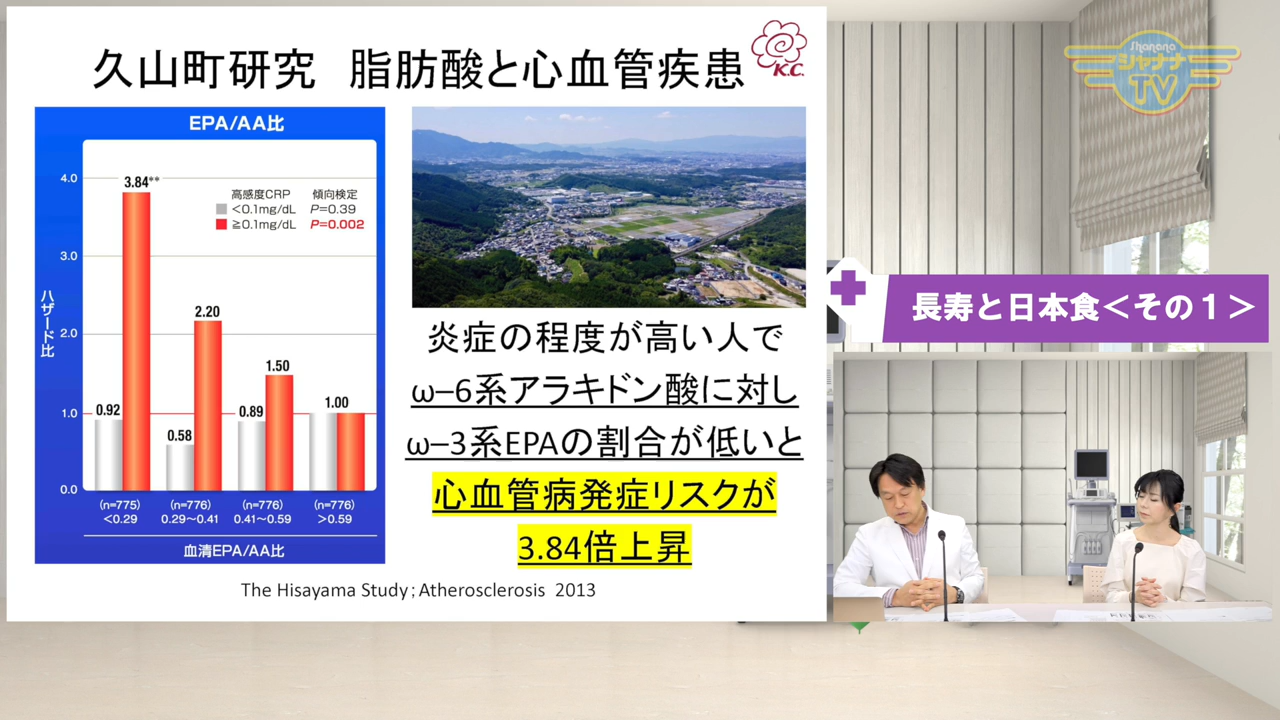 久山町研究 脂肪酸と心血管疾患
K.C.
Shanana
シャナナ
TV
EPA/AA比
ハザード比
4.0
3.0
2.0
1.0
0.0
高感度CRP 傾向検定
<0.1mg/dL P=0.39
≧0.1mg/dL P=0.002
0.92
3.84**
0.58
2.20
0.89
1.50
1.00
(n=775) (n=776) (n=776) (n=776)
<0.29 0.29〜0.41 0.41〜0.59 >0.59
血清EPA/AA比
炎症の程度が高い人で
ω−6系アラキドン酸に対し
ω−3系EPAの割合が低いと
心血管病発症リスクが
3.84倍上昇
The Hisayama Study ; Atherosclerosis 2013
長寿と日本食<その1>